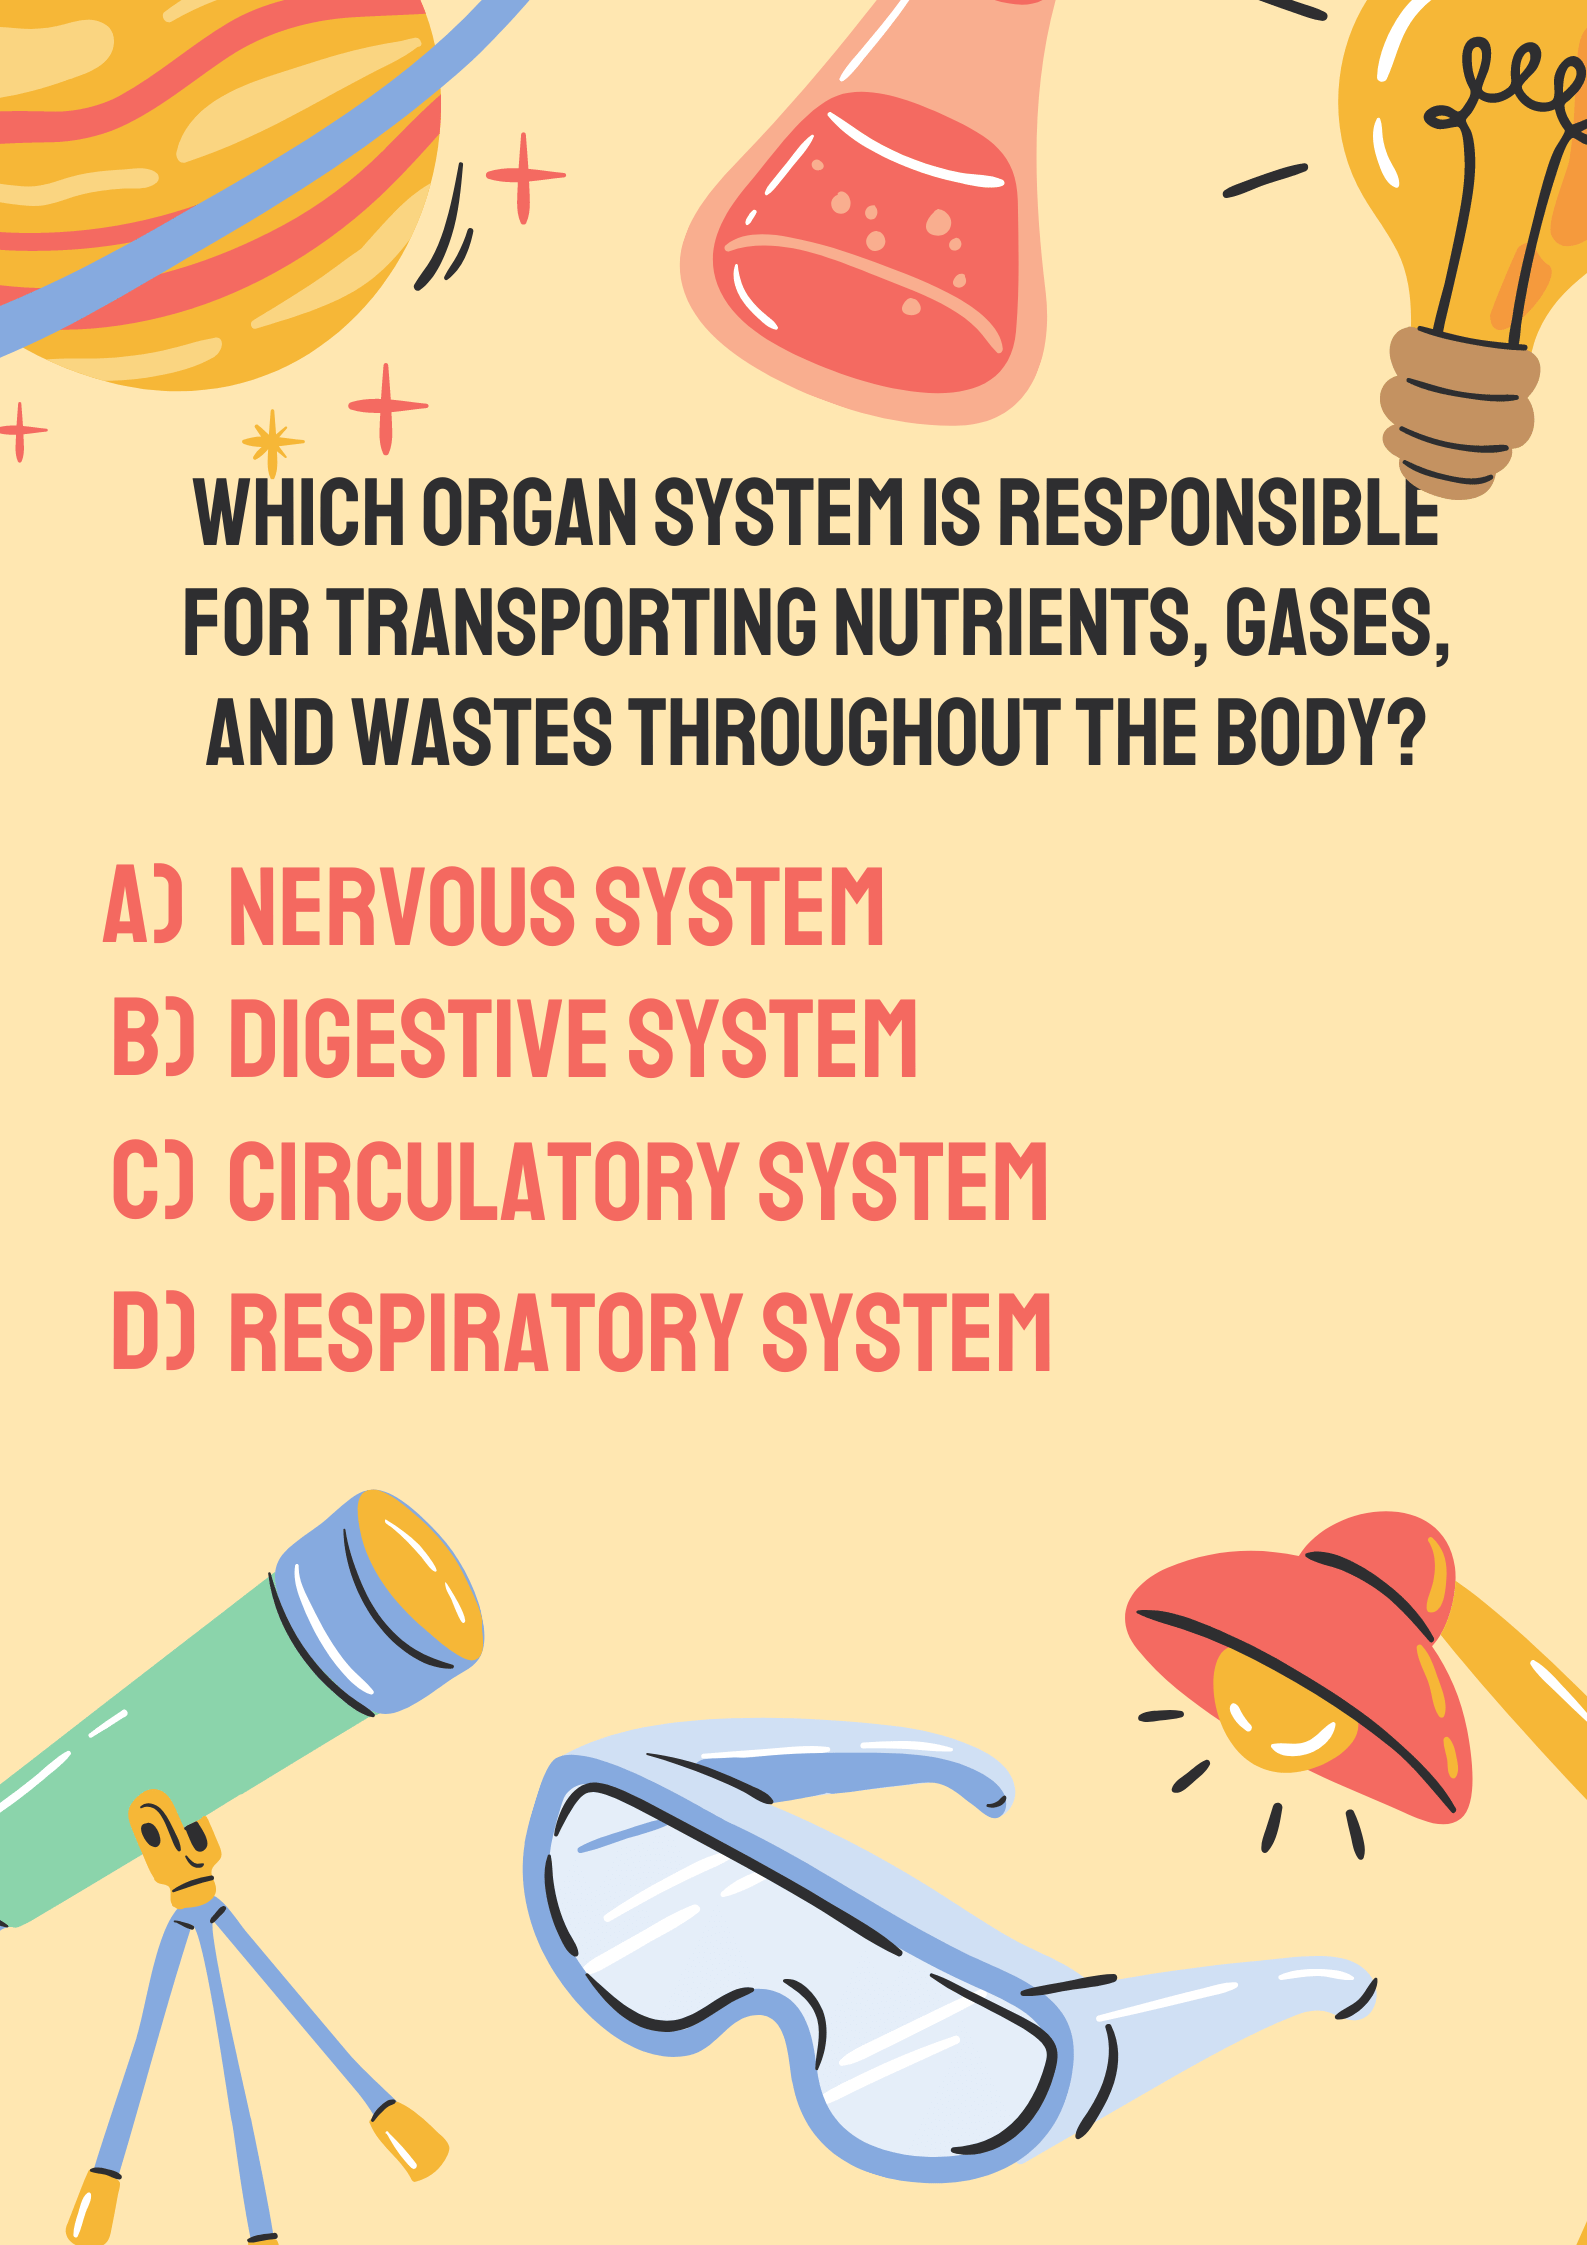 WHICH ORGAN SYSTEM IS RESPONSIBLE
FOR TRANSPORTING NUTRIENTS, GASES,
AND WASTES THROUGHOUT THE BODY?
A) NERVOUS SYSTEM
B) DIGESTIVE SYSTEM
C) CIRCULATORY SYSTEM
D) RESPIRATORY SYSTEM